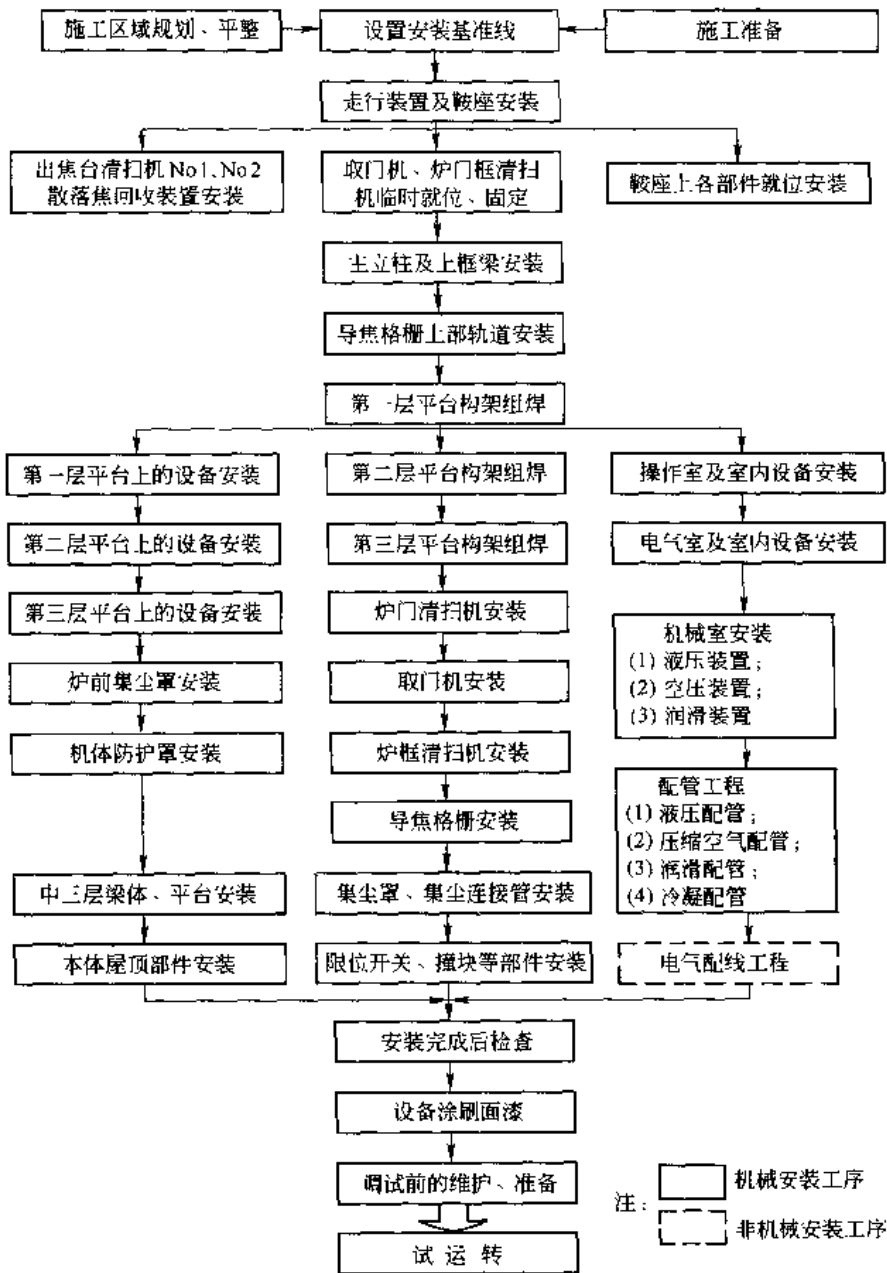 施工区域规划、平整
设置安装基准线
施工准备
走行装置及鞍座安装
出焦台清扫机No1、No2
散落焦回收装置安装
取门机、炉门框清扫
机临时就位、固定
鞍座上各部件就位安装
主立柱及上框梁安装
导焦格栅上部轨道安装
第一层平台构架组焊
第一层平台上的设备安装
第二层平台构架组焊
操作室及室内设备安装
第二层平台上的设备安装
第三层平台构架组焊
电气室及室内设备安装
第三层平台上的设备安装
炉门清扫机安装
机械室安装
(1) 液压装置；
(2) 空压装置；
(3) 润滑装置
炉前集尘罩安装
取门机安装
机体防护罩安装
炉框清扫机安装
配管工程
(1) 液压配管；
(2) 压缩空气配管；
(3) 润滑配管；
(4) 冷凝配管
导焦格栅安装
中三层梁体、平台安装
集尘罩、集尘连接管安装
本体屋顶部件安装
限位开关、撞块等部件安装
电气配线工程
安装完成后检查
设备涂刷面漆
调试前的维护、准备
试运转
注：
机械安装工序
非机械安装工序